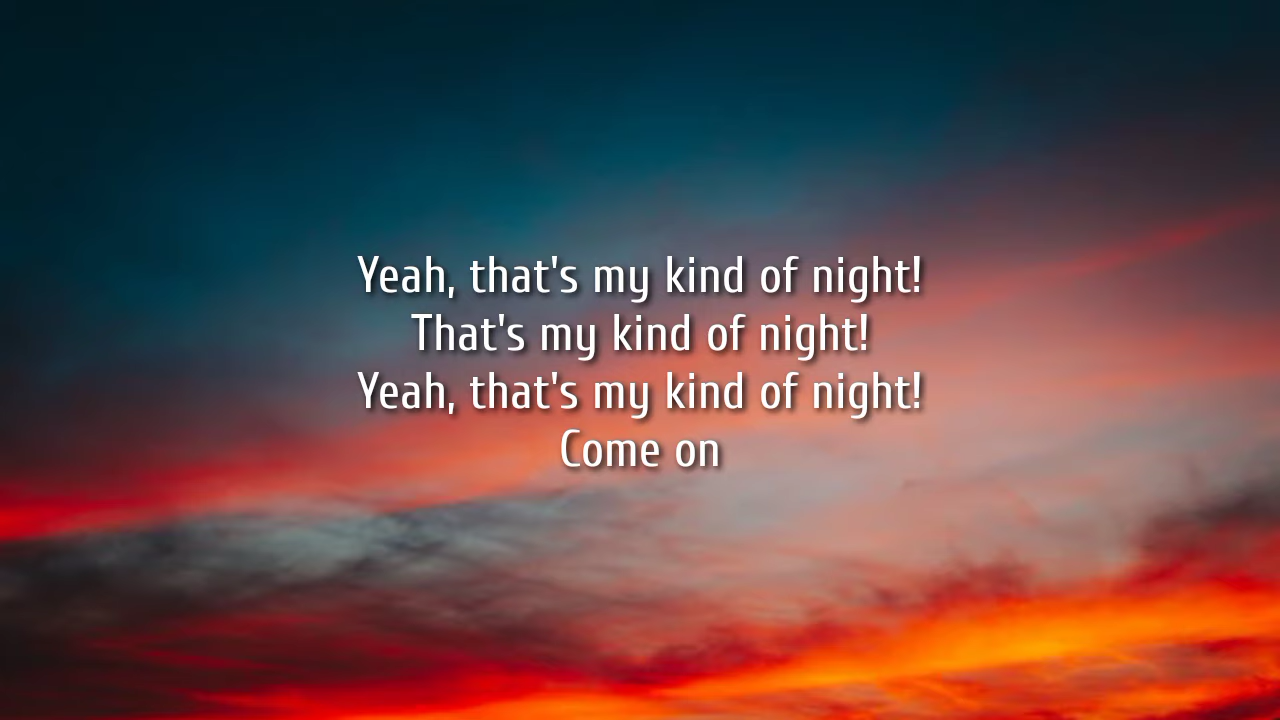 Yeah, that's my kind of night!
That's my kind of night!
Yeah, that's my kind of night!
Come on